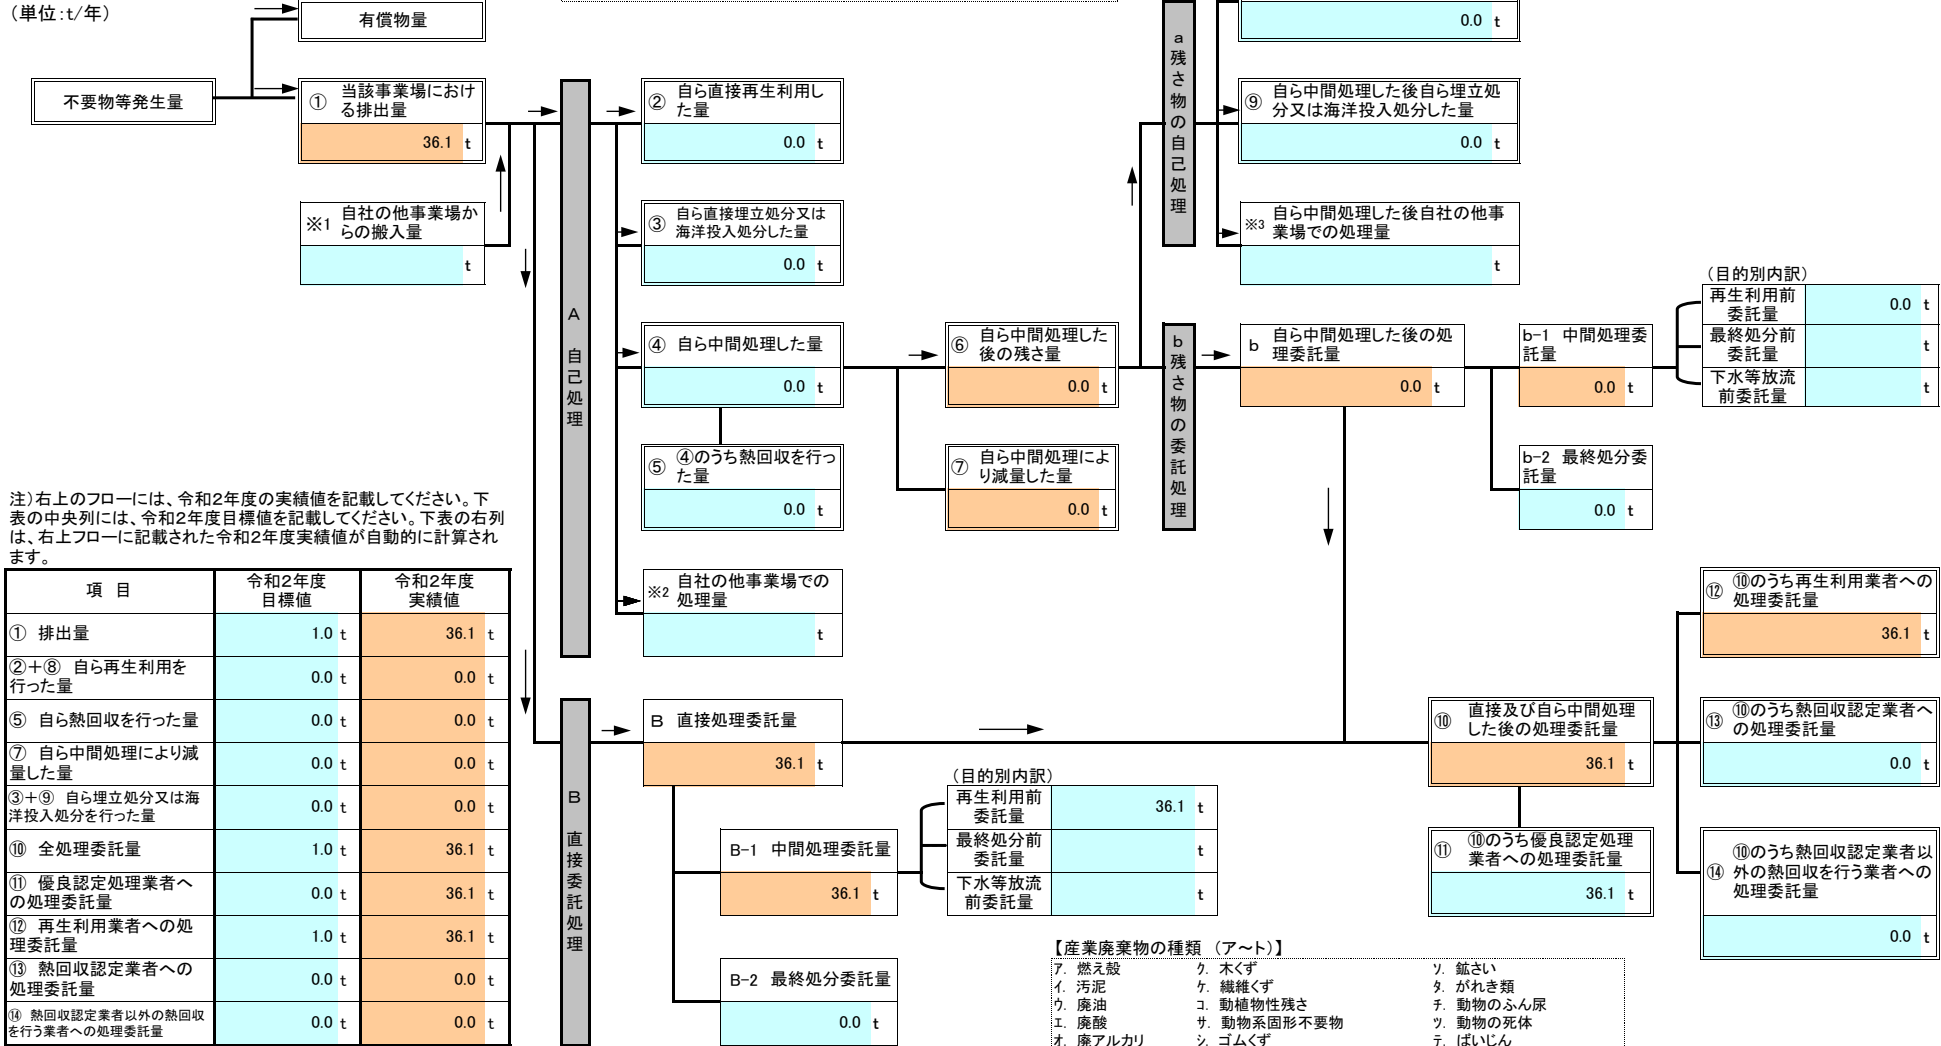 (単位:t/年)
有償物量
0.0 t
不要物等発生量
① 当該事業場におけ
る排出量
36.1 t
※1 自社の他事業場か
らの搬入量
t
A 自己処理
② 自ら直接再生利用し
た量
0.0 t
③ 自ら直接埋立処分又は
海洋投入処分した量
0.0 t
④ 自ら中間処理した量
0.0 t
⑤ ④のうち熱回収を行っ
た量
0.0 t
※2 自社の他事業場での
処理量
t
⑥ 自ら中間処理した
後の残さ量
0.0 t
⑦ 自ら中間処理によ
り減量した量
0.0 t
a 残さ物の自己処理
⑨ 自ら中間処理した後自ら埋立処
分又は海洋投入処分した量
0.0 t
※3 自ら中間処理した後自社の他事
業場での処理量
t
b 残さ物の委託処理
b 自ら中間処理した後の処
理委託量
0.0 t
b-1 中間処理委
託量
0.0 t
b-2 最終処分委
託量
0.0 t
(目的別内訳)
再生利用前
委託量
0.0 t
最終処分前
委託量
t
下水等放流
前委託量
t
注)右上のフローには、令和2年度の実績値を記載してください。下
表の中央列には、令和2年度目標値を記載してください。下表の右列
は、右上フローに記載された令和2年度実績値が自動的に計算され
ます。
項 目
令和2年度
目標値
令和2年度
実績値
① 排出量
1.0 t 36.1 t
②+⑧ 自ら再生利用を
行った量
0.0 t 0.0 t
⑤ 自ら熱回収を行った量
0.0 t 0.0 t
⑦ 自ら中間処理により減
量した量
0.0 t 0.0 t
③+⑨ 自ら埋立処分又は海
洋投入処分を行った量
0.0 t 0.0 t
⑩ 全処理委託量
1.0 t 36.1 t
⑪ 優良認定処理業者へ
の処理委託量
0.0 t 36.1 t
⑫ 再生利用業者への処
理委託量
1.0 t 36.1 t
⑬ 熱回収認定業者への
処理委託量
0.0 t 0.0 t
⑭ 熱回収認定業者以外の熱回収
を行う業者への処理委託量
0.0 t 0.0 t
B 直接委託処理
B 直接処理委託量
36.1 t
B-1 中間処理委託量
36.1 t
B-2 最終処分委託量
0.0 t
(目的別内訳)
再生利用前
委託量
36.1 t
最終処分前
委託量
t
下水等放流
前委託量
t
⑩ 直接及び自ら中間処理
した後の処理委託量
36.1 t
⑪ ⑩のうち優良認定処理
業者への処理委託量
36.1 t
⑫ ⑩のうち再生利用業者への
処理委託量
36.1 t
⑬ ⑩のうち熱回収認定業者へ
の処理委託量
0.0 t
⑭ ⑩のうち熱回収認定業者以
外の熱回収を行う業者への
処理委託量
0.0 t
【産業廃棄物の種類 (ア~ト)】
ア. 燃え殻 ク. 木くず ソ. 鉱さい
イ. 汚泥 ケ. 繊維くず タ. がれき類
ウ. 廃油 コ. 動植物性残さ チ. 動物のふん尿
エ. 廃酸 サ. 動物系固形不要物 ツ. 動物の死体
オ. 廃アルカリ シ. ゴムくず テ. ばいじん